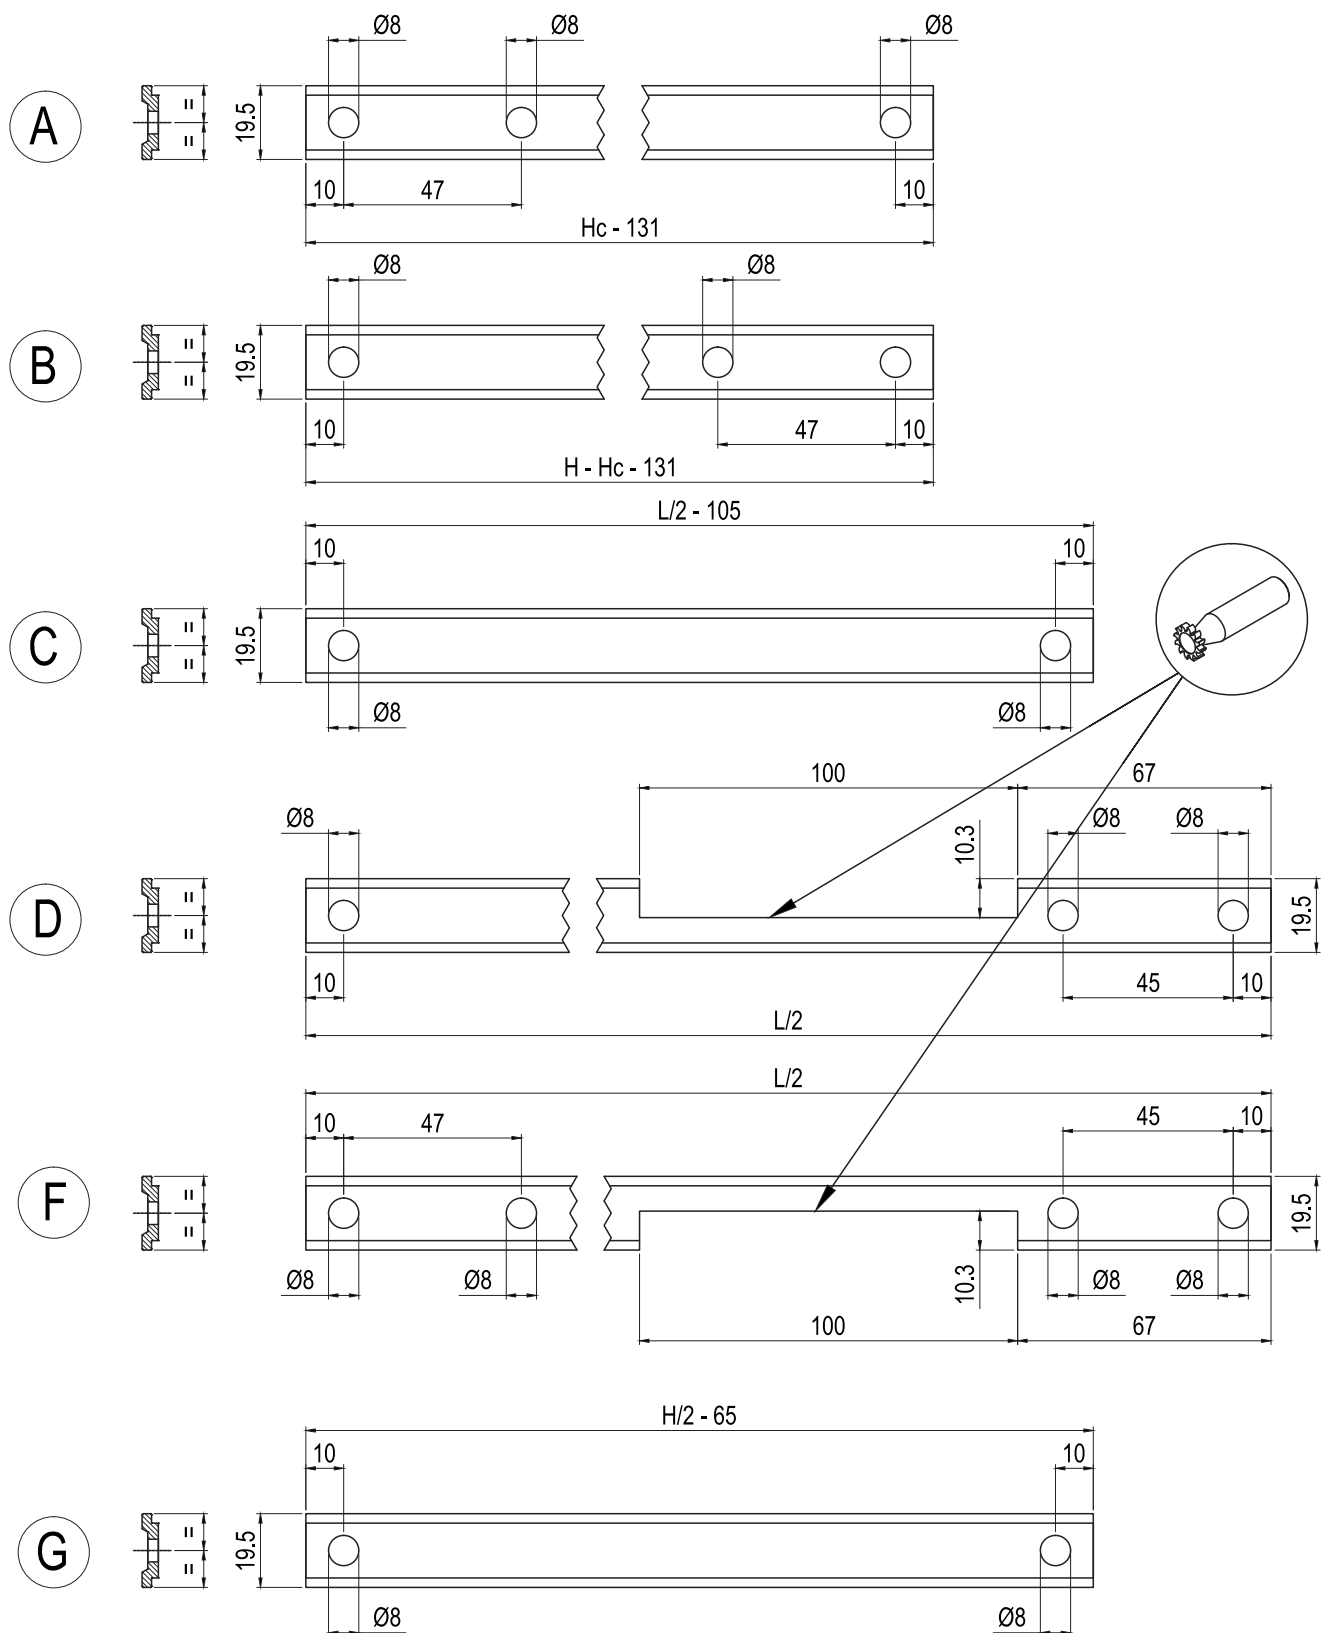 Ø8 Ø8 Ø8
A = = 19.5
10 47 10
Hc - 131
Ø8 Ø8
B = = 19.5
10 47 10
H - Hc - 131
L/2 - 105
10 10
C = = 19.5
Ø8 Ø8
100 67
Ø8 10.3 Ø8 Ø8
D = = 19.5
10 45 10
L/2
L/2
10 47 45 10
F = = 19.5
Ø8 Ø8 10.3 Ø8 Ø8
100 67
H/2 - 65
10 10
G = = 19.5
Ø8 Ø8